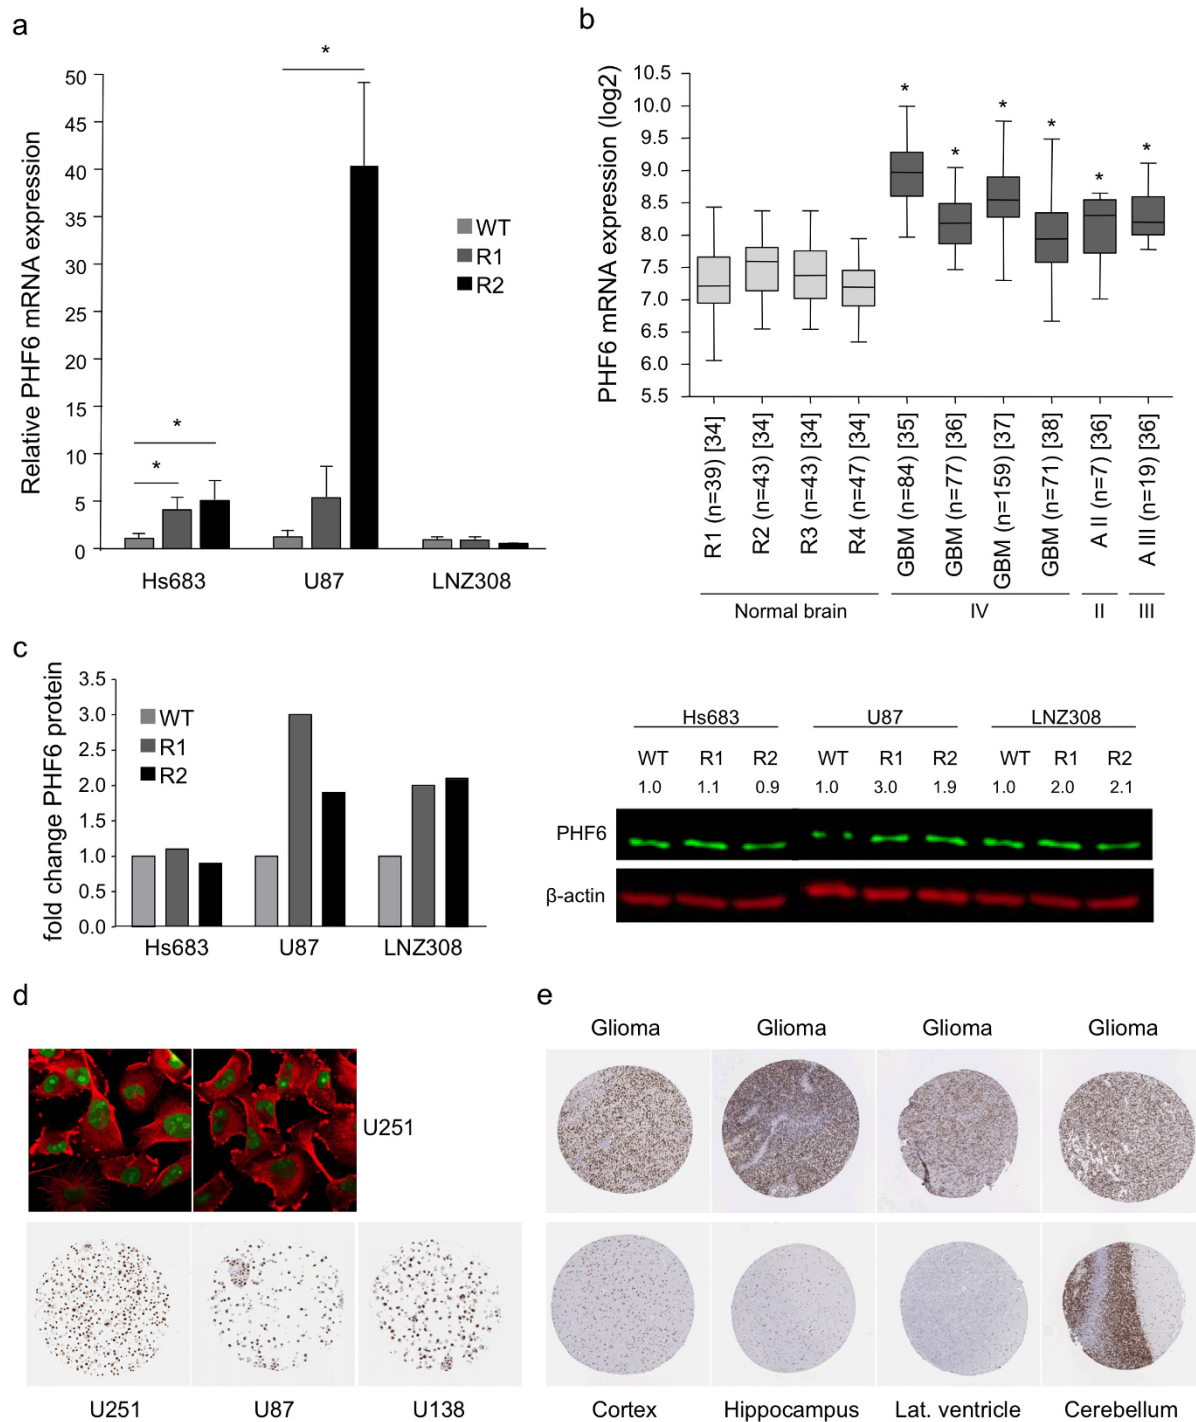 a
Relative PHF6 mRNA expression
50
45
40
35
30
25
20
15
10
5
0
*
*
*
WT
R1
R2
Hs683
U87
LNZ308
b
PHF6 mRNA expression (log2)
10.5
10.0
9.5
9.0
8.5
8.0
7.5
7.0
6.5
6.0
5.5
*
*
*
*
*
*
R1 (n=39) [34]
R2 (n=43) [34]
R3 (n=43) [34]
R4 (n=47) [34]
GBM (n=84) [35]
GBM (n=77) [36]
GBM (n=159) [37]
GBM (n=71) [38]
A II (n=7) [36]
A III (n=19) [36]
Normal brain
IV
II
III
c
fold change PHF6 protein
3.5
3.0
2.5
2.0
1.5
1.0
0.5
0.0
WT
R1
R2
Hs683
U87
LNZ308
Hs683 U87 LNZ308
WT R1 R2 WT R1 R2 WT R1 R2
1.0 1.1 0.9 1.0 3.0 1.9 1.0 2.0 2.1
PHF6
β-actin
d
U251
U251
U87
U138
e
Glioma
Glioma
Glioma
Glioma
Cortex
Hippocampus
Lat. ventricle
Cerebellum